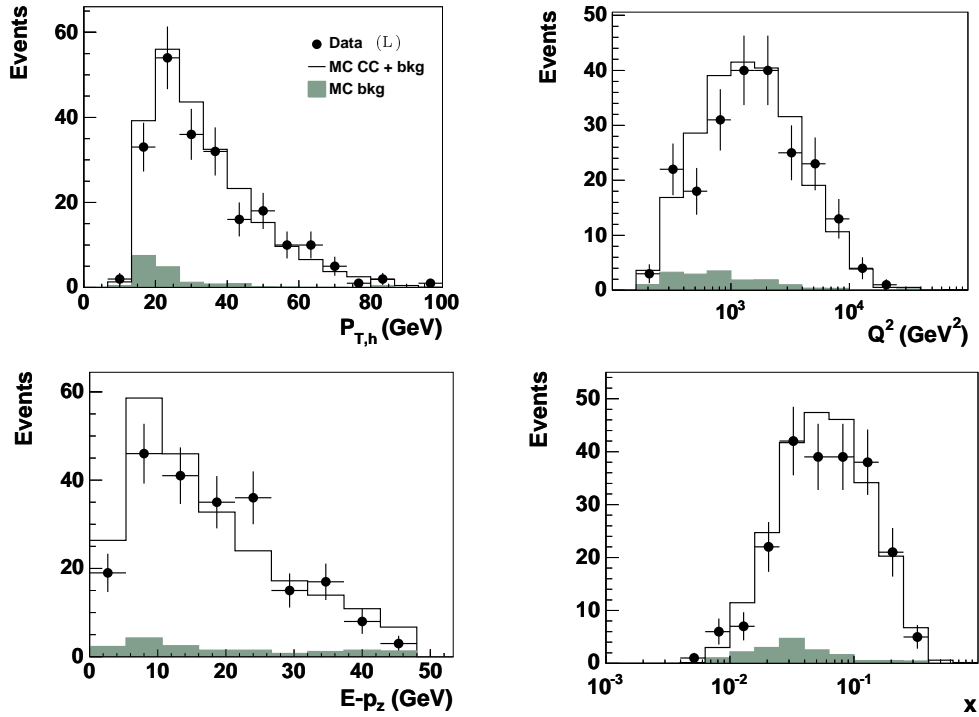 Events
60
40
20
0
0 20 40 60 80 100
P_T,h (GeV)
Data (L)
MC CC + bkg
MC bkg
Events
50
40
30
20
10
0
10^3 10^4
Q^2 (GeV^2)
Events
60
40
20
0
0 10 20 30 40 50
E-p_z (GeV)
Events
50
40
30
20
10
0
10^-3 10^-2 10^-1
x